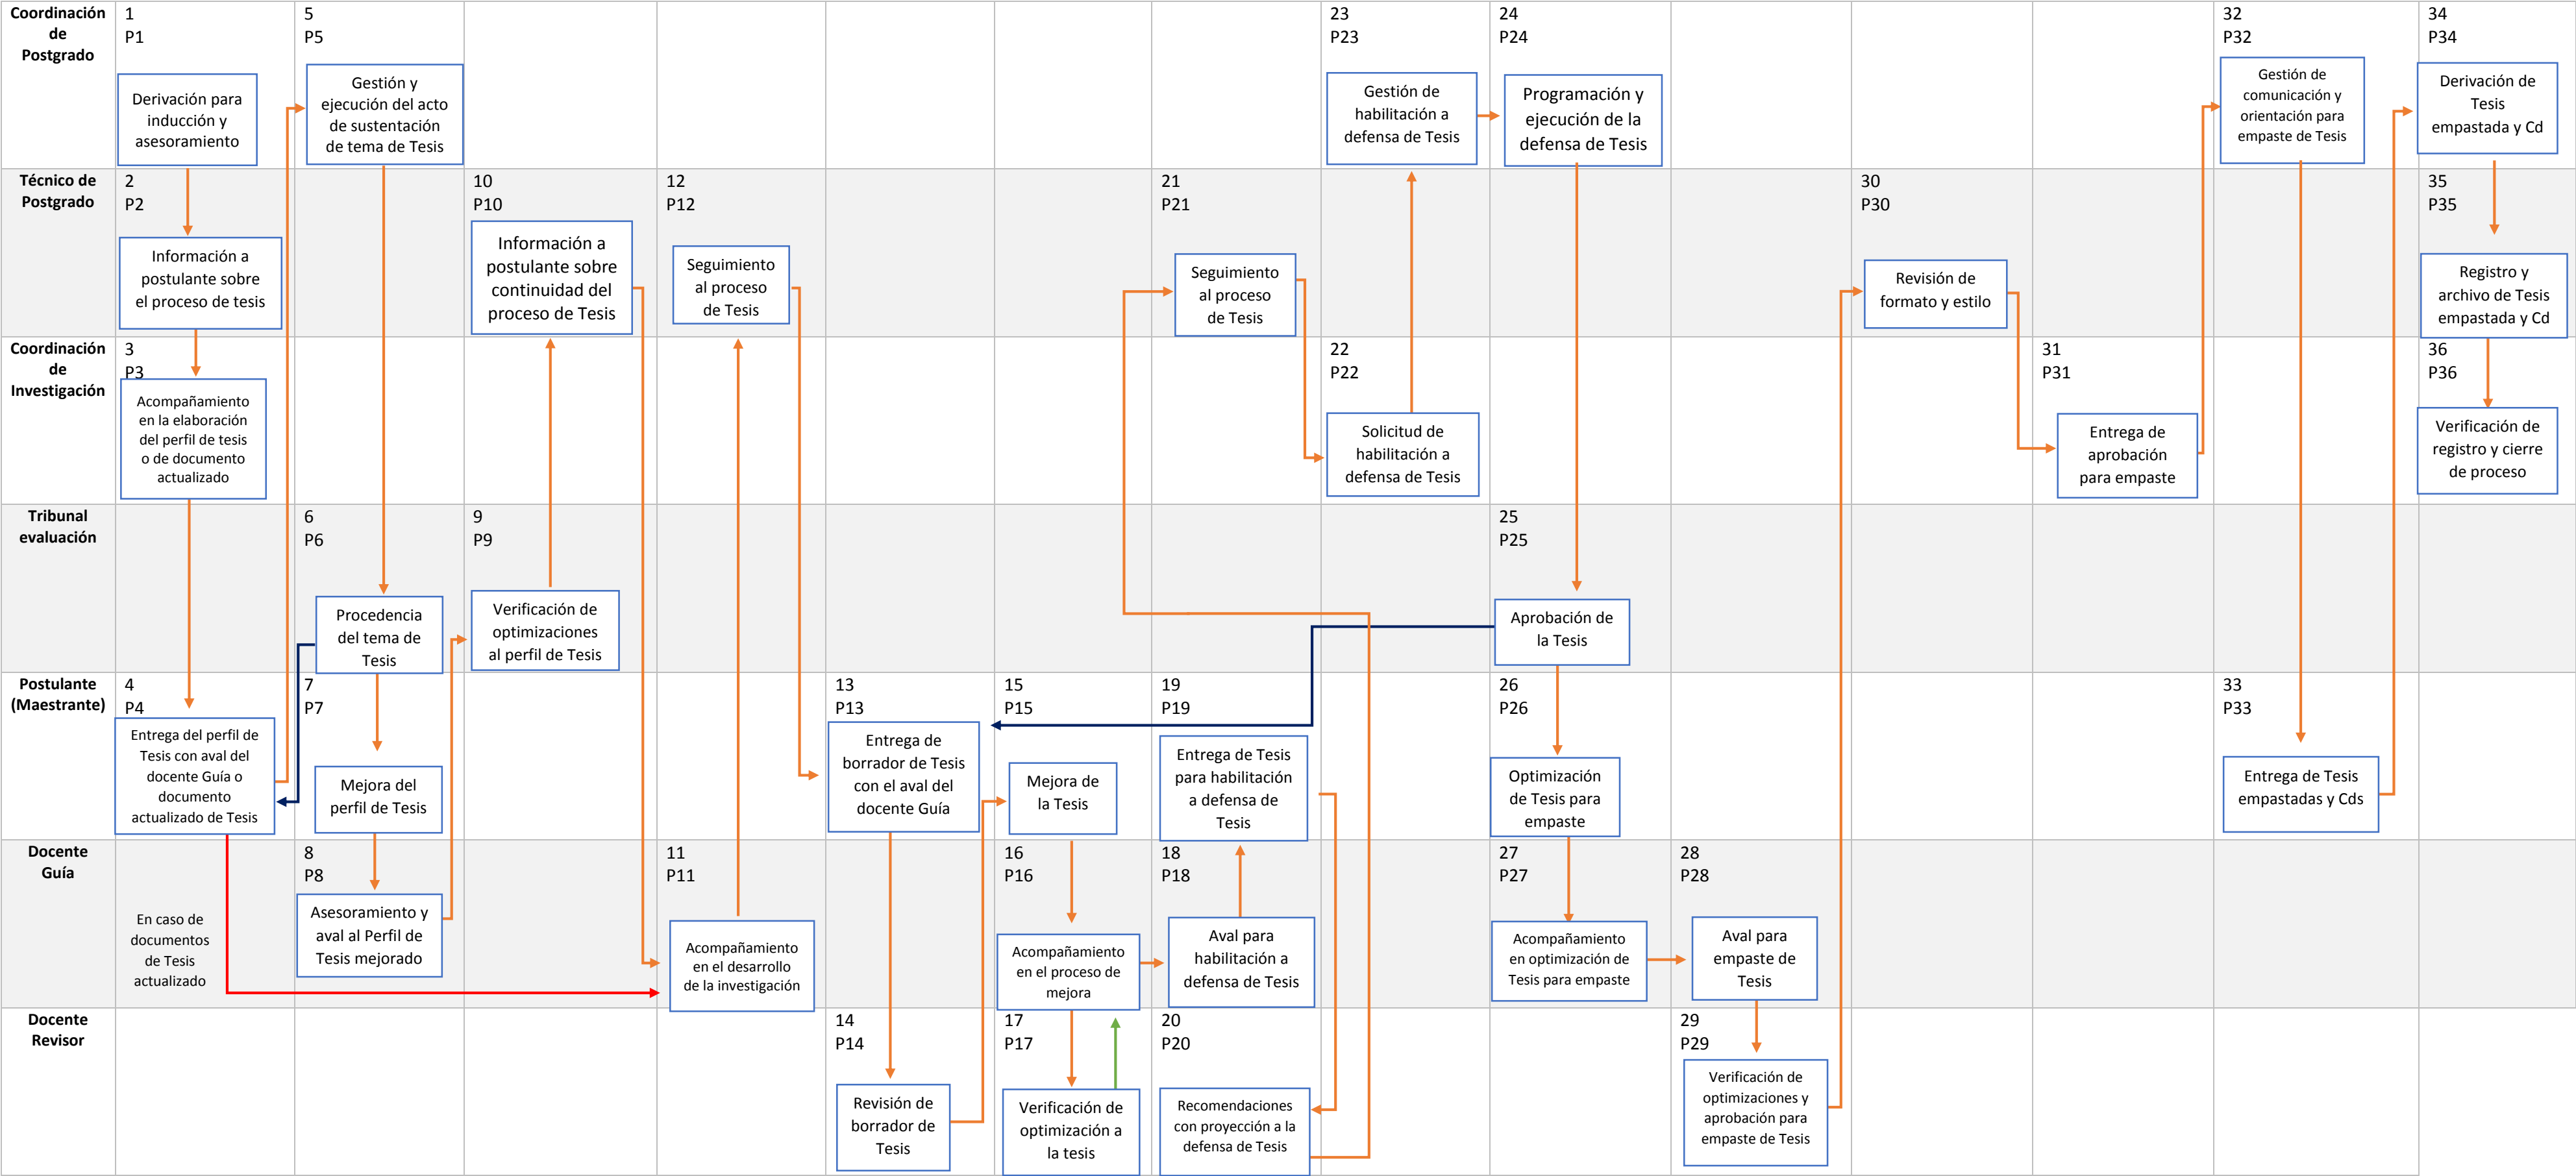 Coordinación
de
Postgrado
1
P1
Derivación para
inducción y
asesoramiento
5
P5
Gestión y
ejecución del acto
de sustentación
de tema de Tesis
23
P23
Gestión de
habilitación a
defensa de Tesis
24
P24
Programación y
ejecución de la
defensa de Tesis
32
P32
Gestión de
comunicación y
orientación para
empaste de Tesis
34
P34
Derivación de
Tesis
empastada y Cd
Técnico de
Postgrado
2
P2
Información a
postulante sobre
el proceso de tesis
10
P10
Información a
postulante sobre
continuidad del
proceso de Tesis
12
P12
Seguimiento
al proceso
de Tesis
21
P21
Seguimiento
al proceso
de Tesis
30
P30
Revisión de
formato y estilo
35
P35
Registro y
archivo de Tesis
empastada y Cd
Coordinación
de
Investigación
3
P3
Acompañamiento
en la elaboración
del perfil de tesis
o de documento
actualizado
22
P22
Solicitud de
habilitación a
defensa de Tesis
31
P31
Entrega de
aprobación
para empaste
36
P36
Verificación de
registro y cierre
de proceso
Tribunal
evaluación
6
P6
Procedencia
del tema de
Tesis
9
P9
Verificación de
optimizaciones
al perfil de Tesis
25
P25
Aprobación de
la Tesis
Postulante
(Maestrante)
4
P4
Entrega del perfil de
Tesis con aval del
docente Guía o
documento
actualizado de Tesis
7
P7
Mejora del
perfil de Tesis
13
P13
Entrega de
borrador de Tesis
con el aval del
docente Guía
15
P15
Mejora de
la Tesis
19
P19
Entrega de Tesis
para habilitación
a defensa de
Tesis
26
P26
Optimización
de Tesis para
empaste
33
P33
Entrega de Tesis
empastadas y Cds
Docente
Guía
En caso de
documentos
de Tesis
actualizado
8
P8
Asesoramiento y
aval al Perfil de
Tesis mejorado
11
P11
Acompañamiento
en el desarrollo
de la investigación
16
P16
Acompañamiento
en el proceso de
mejora
18
P18
Aval para
habilitación a
defensa de Tesis
27
P27
Acompañamiento
en optimización de
Tesis para empaste
28
P28
Aval para
empaste de
Tesis
Docente
Revisor
14
P14
Revisión de
borrador de
Tesis
17
P17
Verificación de
optimización a
la tesis
20
P20
Recomendaciones
con proyección a la
defensa de Tesis
29
P29
Verificación de
optimizaciones y
aprobación para
empaste de Tesis